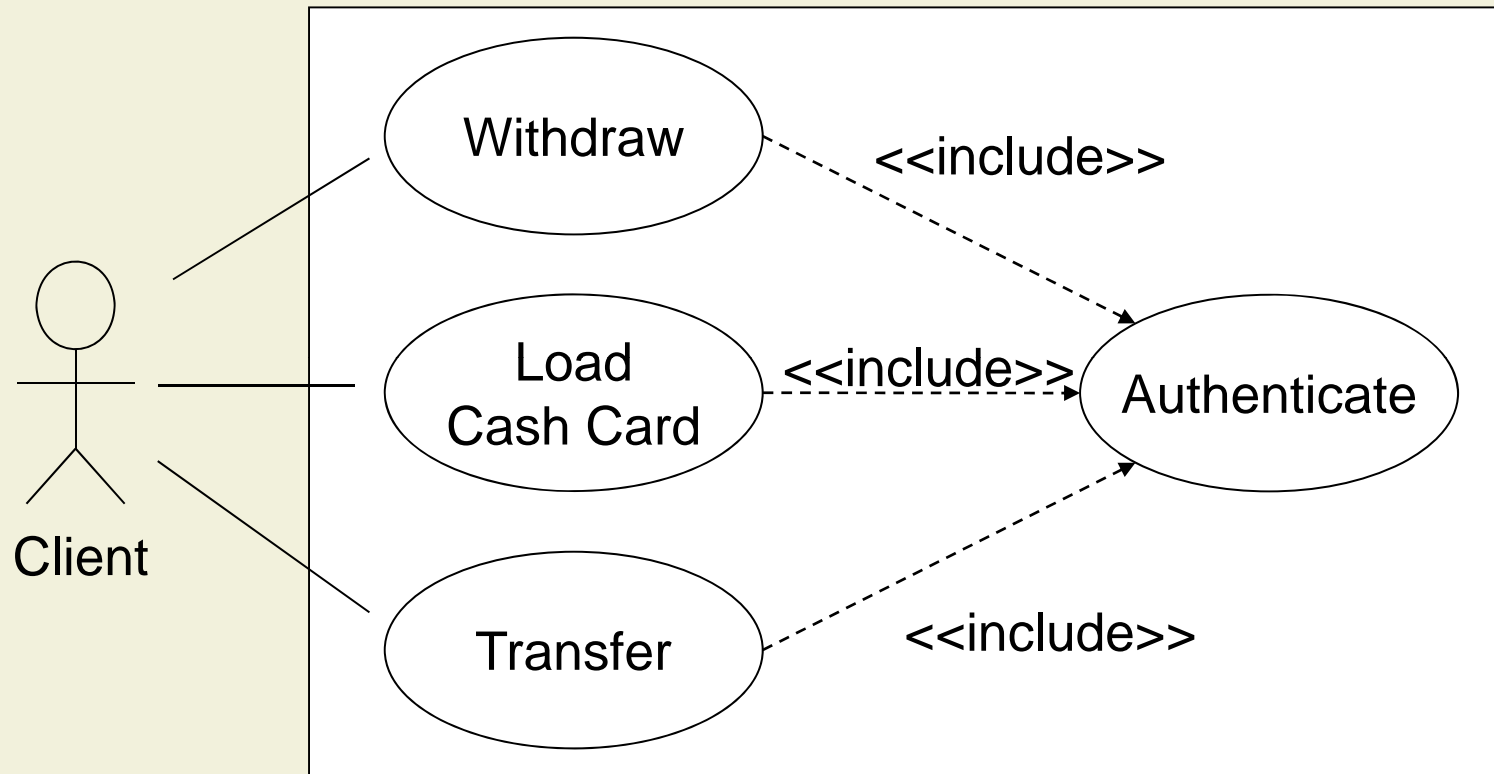 Withdraw
<<include>>
Load
Cash Card
<<include>>
Authenticate
Client
Transfer
<<include>>